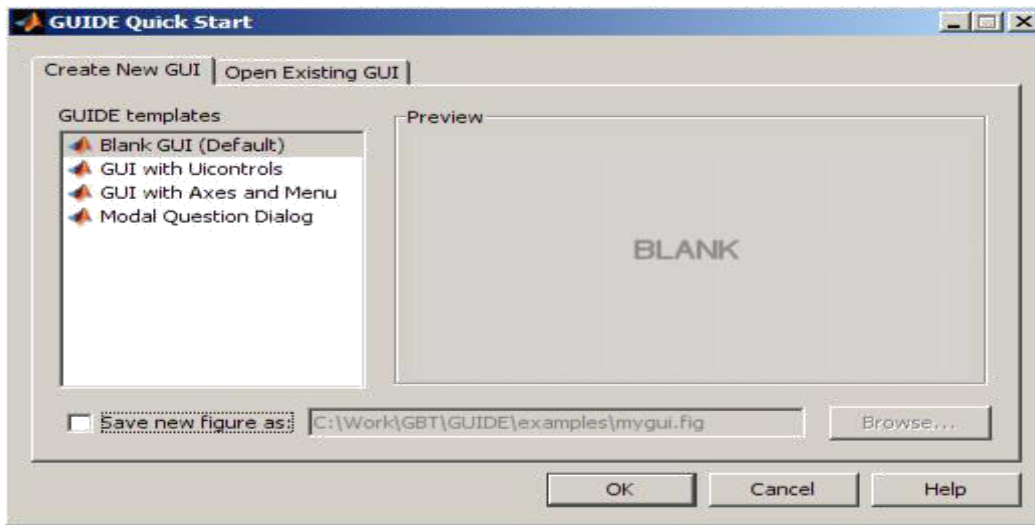 GUIDE Quick Start
Create New GUI
Open Existing GUI
GUIDE templates
Blank GUI (Default)
GUI with Uicontrols
GUI with Axes and Menu
Modal Question Dialog
Preview
BLANK
Save new figure as:
C:\Work\GBT\GUIDE\examples\mygui.fig
Browse...
OK
Cancel
Help